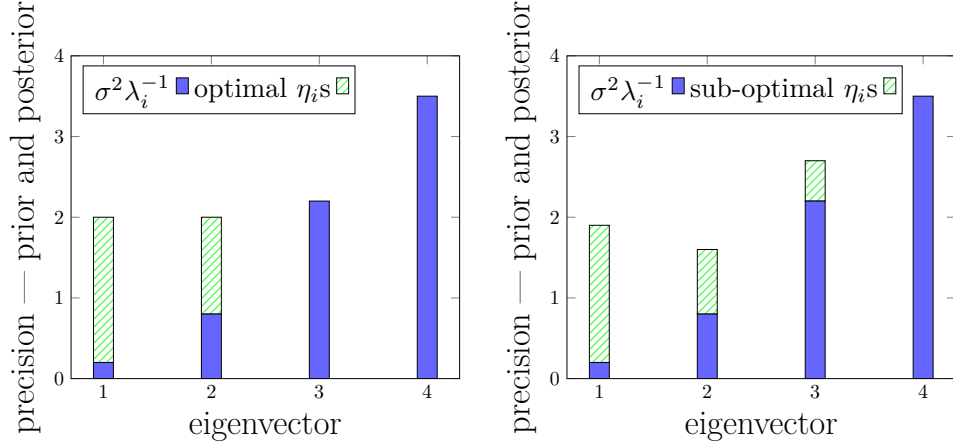 precision — prior and posterior
4
3
2
1
0
σ²λᵢ⁻¹ optimal ηᵢs
1 2 3 4
eigenvector
precision — prior and posterior
4
3
2
1
0
σ²λᵢ⁻¹ sub-optimal ηᵢs
1 2 3 4
eigenvector